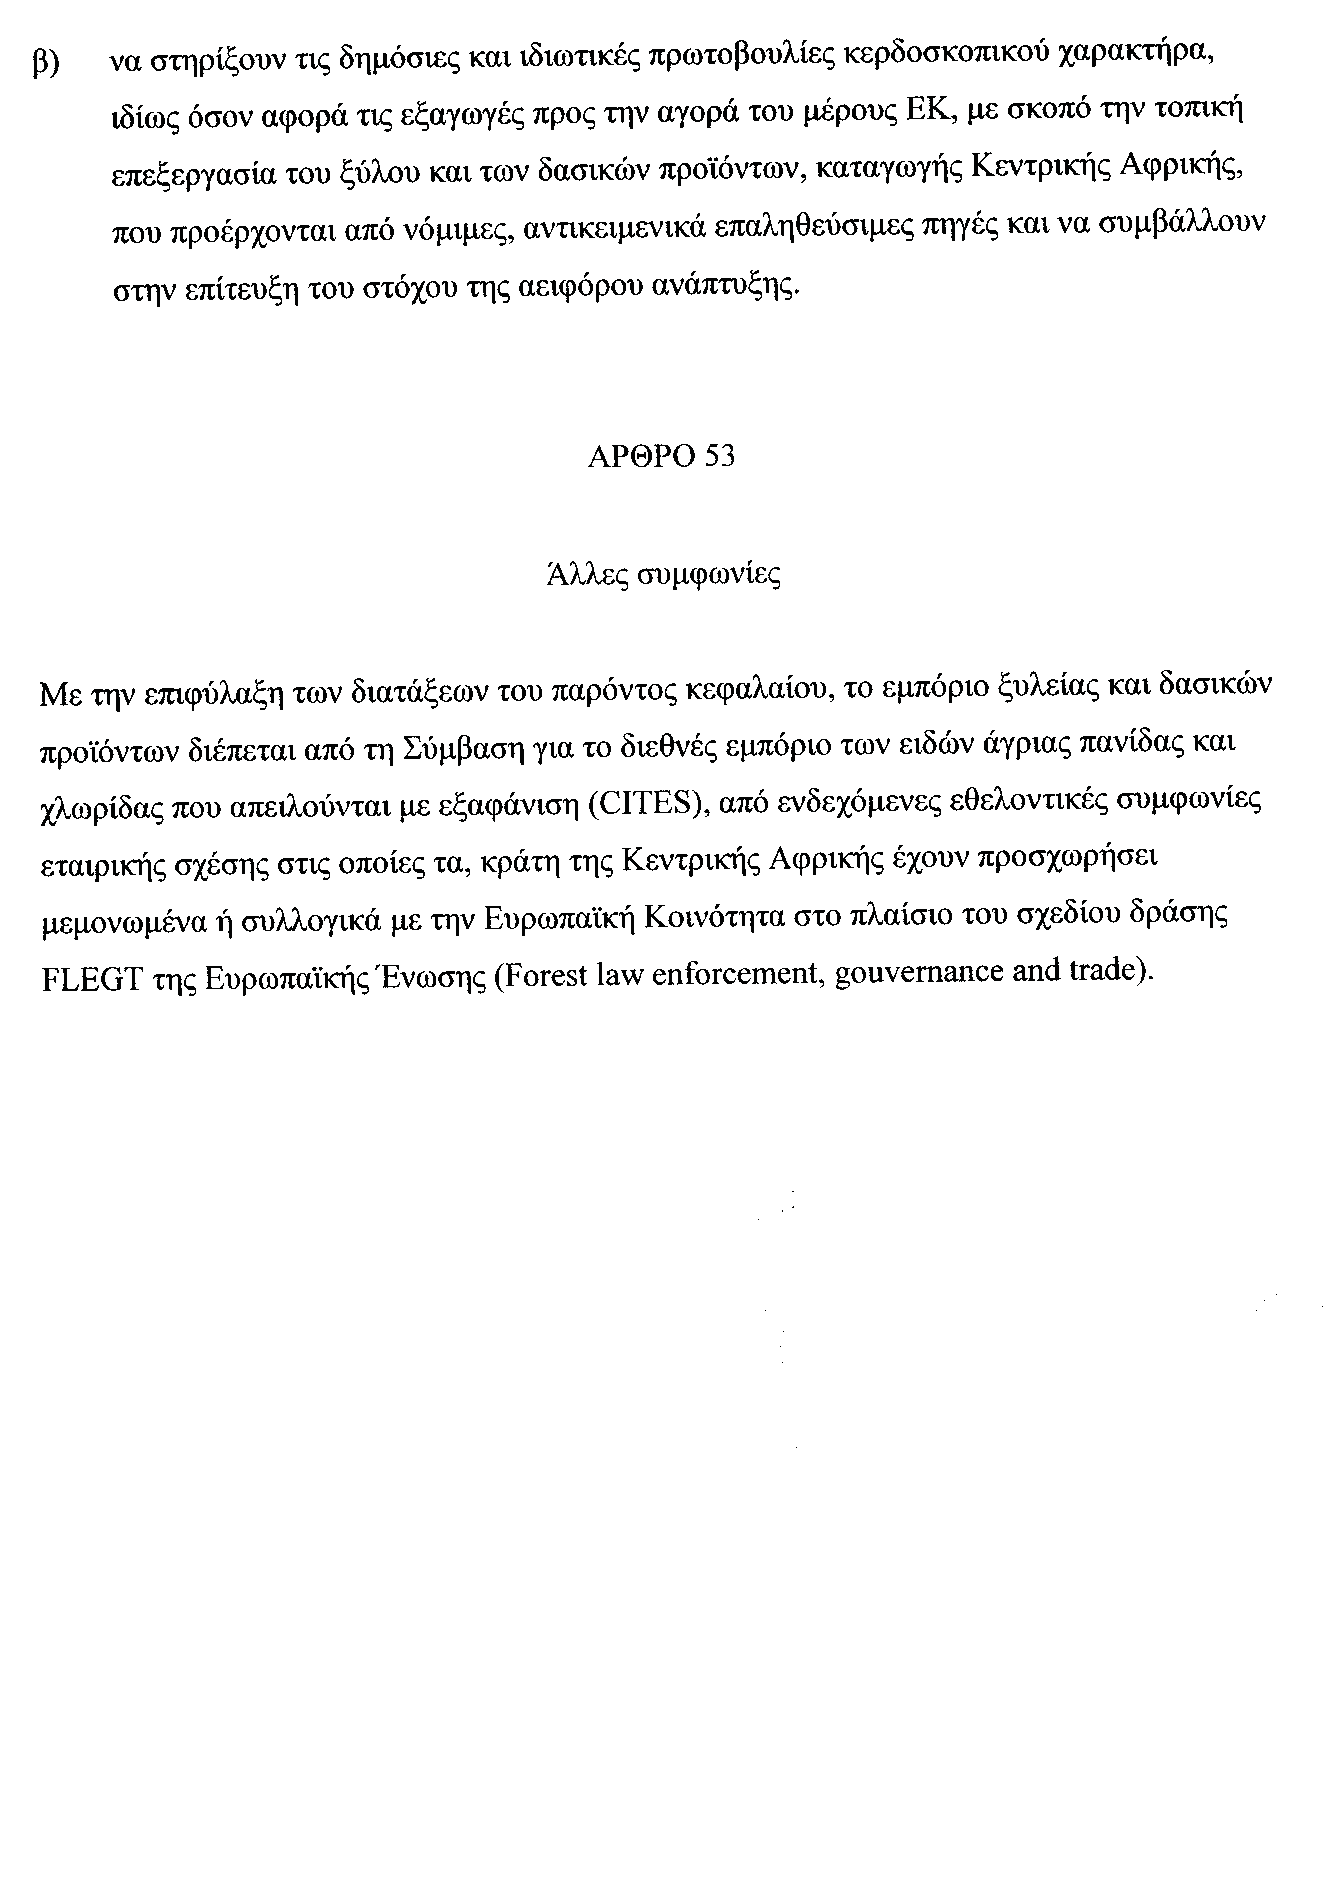 β) να στηρίξουν τις δημόσιες και ιδιωτικές πρωτοβουλίες κερδοσκοπικού χαρακτήρα,
ιδίως όσον αφορά τις εξαγωγές προς την αγορά του μέρους ΕΚ, με σκοπό την τοπική
επεξεργασία του ξύλου και των δασικών προϊόντων, καταγωγής Κεντρικής Αφρικής,
που προέρχονται από νόμιμες, αντικειμενικά επαληθεύσιμες πηγές και να συμβάλλουν
στην επίτευξη του στόχου της αειφόρου ανάπτυξης.
ΑΡΘΡΟ 53
Άλλες συμφωνίες
Με την επιφύλαξη των διατάξεων του παρόντος κεφαλαίου, το εμπόριο ξυλείας και δασικών
προϊόντων διέπεται από τη Σύμβαση για το διεθνές εμπόριο των ειδών άγριας πανίδας και
χλωρίδας που απειλούνται με εξαφάνιση (CITES), από ενδεχόμενες εθελοντικές συμφωνίες
εταιρικής σχέσης στις οποίες τα, κράτη της Κεντρικής Αφρικής έχουν προσχωρήσει
μεμονωμένα ή συλλογικά με την Ευρωπαϊκή Κοινότητα στο πλαίσιο του σχεδίου δράσης
FLEGT της Ευρωπαϊκής Ένωσης (Forest law enforcement, gouvernance and trade).